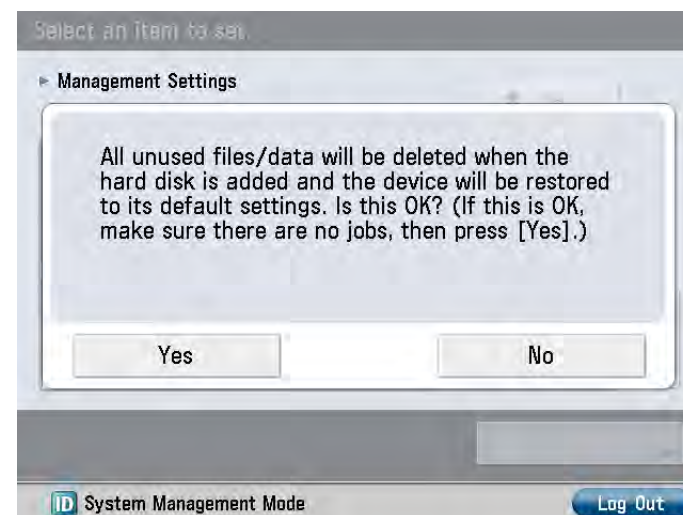 Select an item to set.
Management Settings
All unused files/data will be deleted when the
hard disk is added and the device will be restored
to its default settings. Is this OK? (If this is OK,
make sure there are no jobs, then press [Yes].)
Yes
No
ID System Management Mode
Log Out